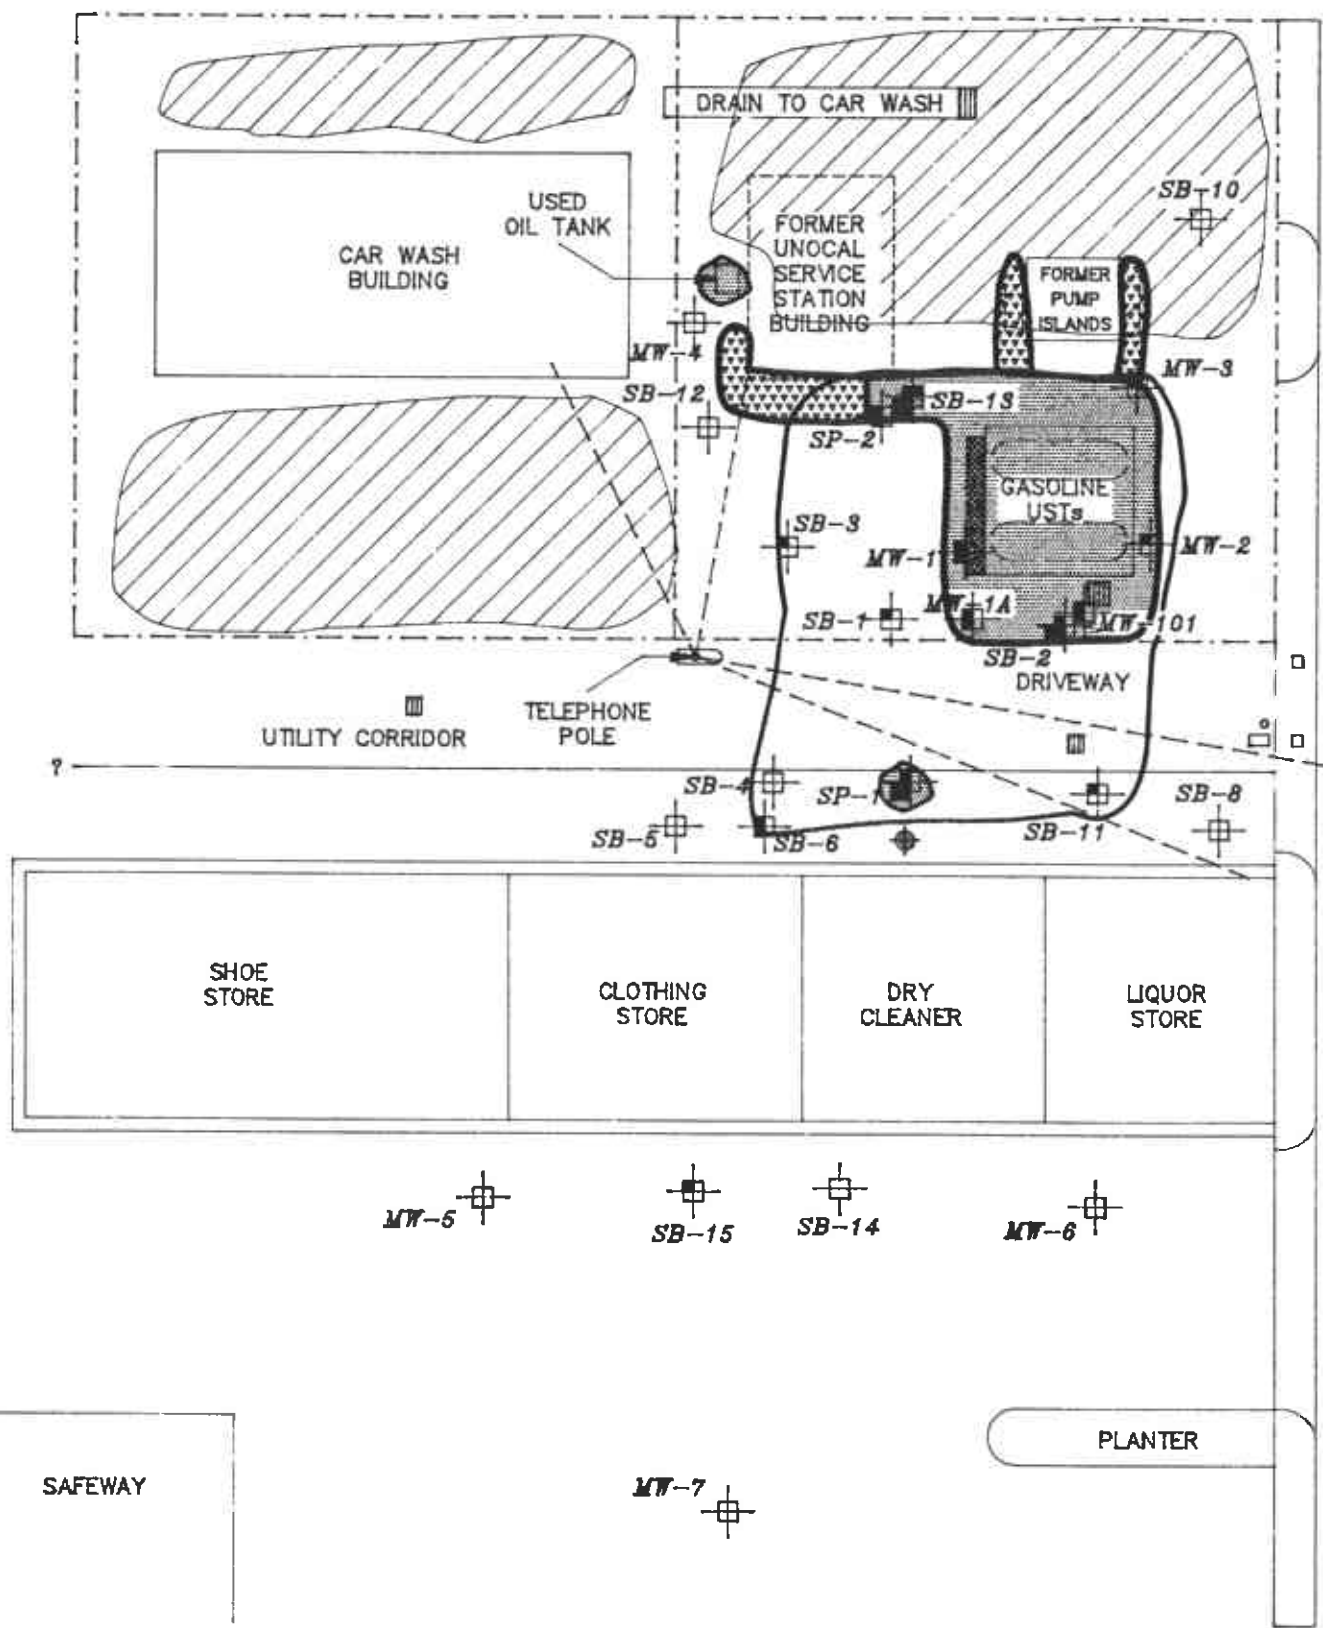 DRAIN TO CAR WASH
SB-10
USED
OIL TANK
FORMER
UNOCAL
SERVICE
STATION
BUILDING
CAR WASH
BUILDING
FORMER
PUMP
ISLANDS
MW-4
MW-3
SB-12
SB-13
SP-2
GASOLINE
USTs
SB-3
MW-1
MW-2
MW-1A
SB-1
MW-101
SB-2
DRIVEWAY
TELEPHONE
POLE
UTILITY CORRIDOR
?
SB-4
SP-1
SB-8
SB-5
SB-6
SB-11
SHOE
STORE
CLOTHING
STORE
DRY
CLEANER
LIQUOR
STORE
MW-5
SB-15
SB-14
MW-6
PLANTER
SAFEWAY
MW-7